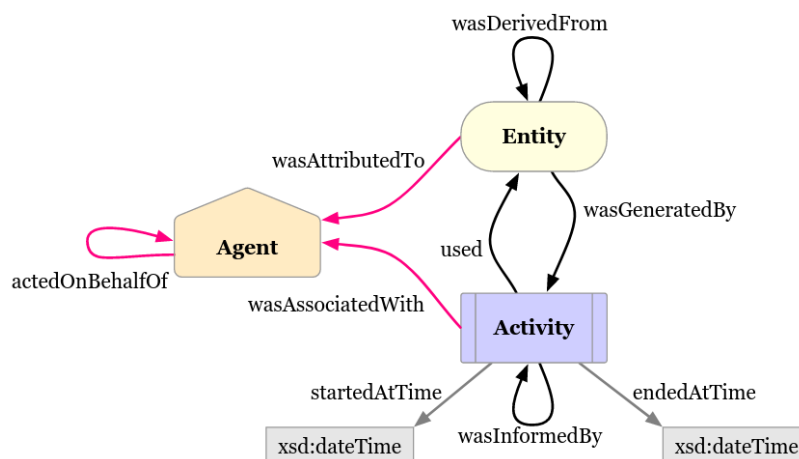 wasDerivedFrom
Entity
wasAttributedTo
wasGeneratedBy
used
Agent
actedOnBehalfOf
wasAssociatedWith
Activity
startedAtTime
endedAtTime
wasInformedBy
xsd:dateTime
xsd:dateTime